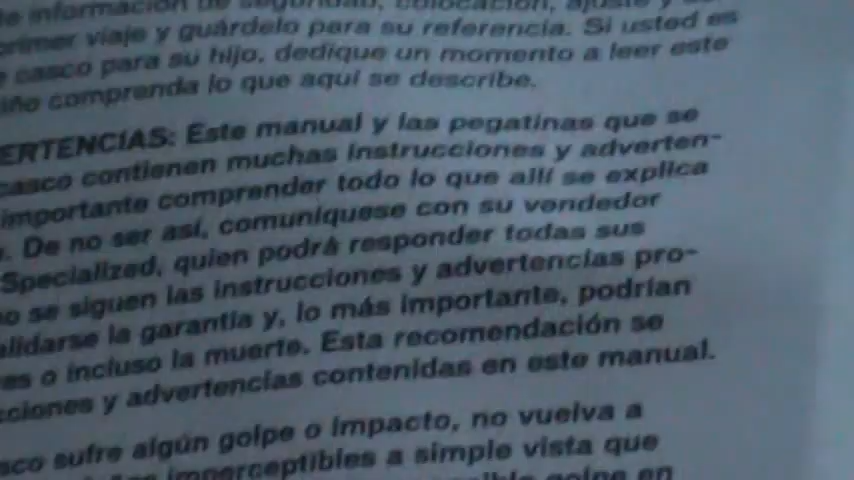 información de seguridad, colocación, ajuste y
primer viaje y guárdelo para su referencia. Si usted es
casco para su hijo, dedique un momento a leer este
comprenda lo que aquí se describe.
ERTENCIAS: Este manual y las pegatinas que se
casco contienen muchas instrucciones y adverten-
importante comprender todo lo que allí se explica
. De no ser así, comuníquese con su vendedor
Specialized, quien podrá responder todas sus
no se siguen las instrucciones y advertencias pro-
alidarse la garantía y, lo más importante, podrían
es o incluso la muerte. Esta recomendación se
cciones y advertencias contenidas en este manual.
sco sufre algún golpe o impacto, no vuelva a
imperceptibles a simple vista que
golpe en